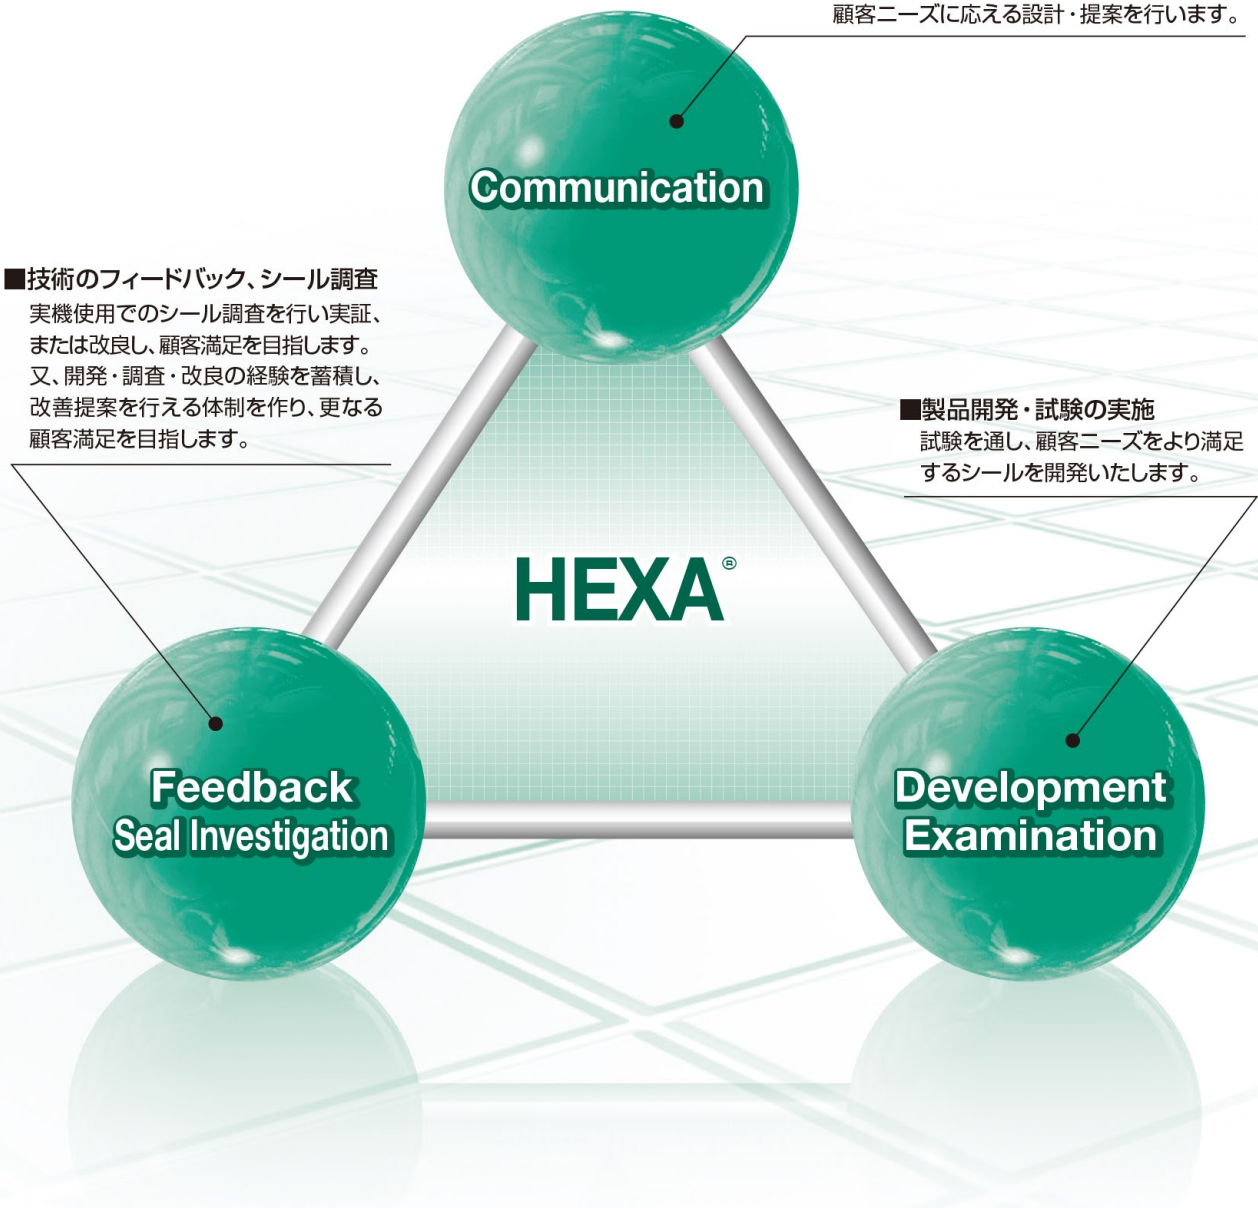 顧客ニーズに応える設計・提案を行います。
Communication
■技術のフィードバック、シール調査
実機使用でのシール調査を行い実証、
または改良し、顧客満足を目指します。
又、開発・調査・改良の経験を蓄積し、
改善提案を行える体制を作り、更なる
顧客満足を目指します。
■製品開発・試験の実施
試験を通し、顧客ニーズをより満足
するシールを開発いたします。
HEXA®
Feedback
Seal Investigation
Development
Examination